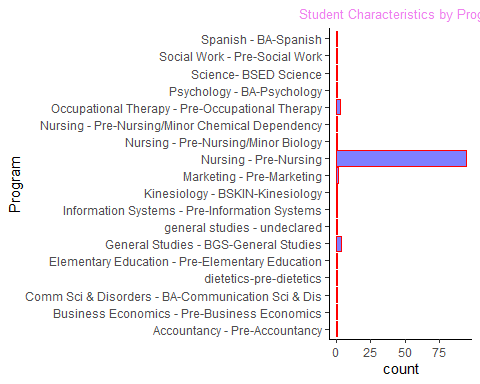 Student Characteristics by Prog
Spanish - BA-Spanish
Social Work - Pre-Social Work
Science- BSED Science
Psychology - BA-Psychology
Occupational Therapy - Pre-Occupational Therapy
Nursing - Pre-Nursing/Minor Chemical Dependency
Nursing - Pre-Nursing/Minor Biology
Nursing - Pre-Nursing
Marketing - Pre-Marketing
Kinesiology - BSKIN-Kinesiology
Information Systems - Pre-Information Systems
general studies - undeclared
General Studies - BGS-General Studies
Elementary Education - Pre-Elementary Education
dietetics-pre-dietetics
Comm Sci & Disorders - BA-Communication Sci & Dis
Business Economics - Pre-Business Economics
Accountancy - Pre-Accountancy
Program
0 25 50 75
count